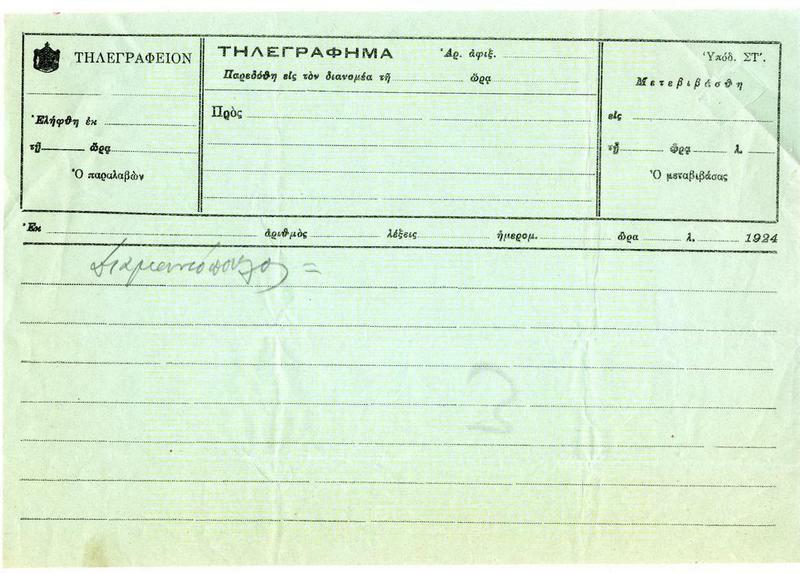 ΤΗΛΕΓΡΑΦΕΙΟΝ
Ἐλήφθη ἐκ
τῇ ὥρᾳ
Ὁ παραλαβὼν
ΤΗΛΕΓΡΑΦΗΜΑ Ἀρ. ἀφιξ.
Παρεδόθη εἰς τὸν διανομέα τῇ ὥρᾳ
Πρὸς
Ὑπόδ. ΣΤ΄.
Μετεβιβάσθη
εἰς
τῇ ὥρᾳ λ.
Ὁ μεταβιβάσας
Ἐκ ἀριθμὸς λέξεις ἡμερομ. ὥρα λ. 1924
Διαμαντόπουλος =